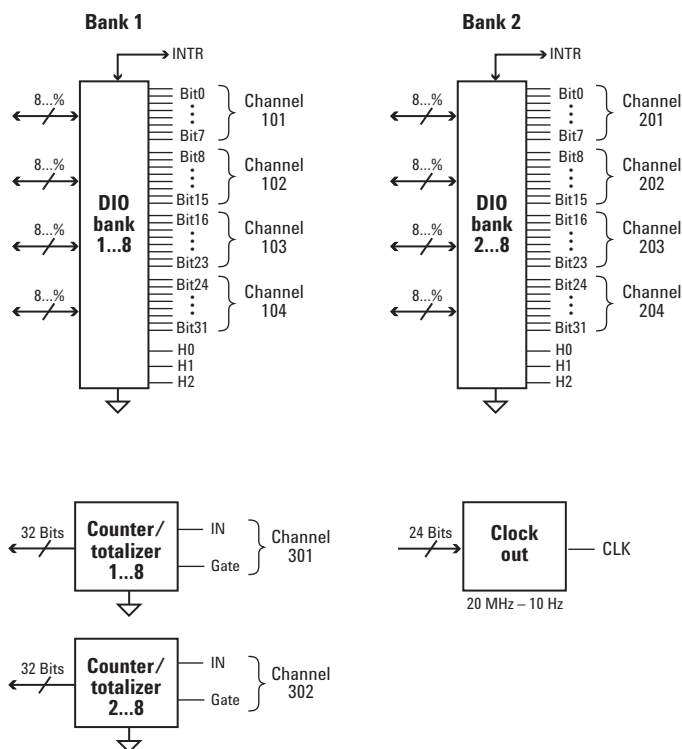 Bank 1
INTR
8...%
8...%
8...%
8...%
DIO
bank
1...8
Bit0
Bit7
Channel
101
Bit8
Bit15
Channel
102
Bit16
Bit23
Channel
103
Bit24
Bit31
Channel
104
H0
H1
H2
Bank 2
INTR
8...%
8...%
8...%
8...%
DIO
bank
2...8
Bit0
Bit7
Channel
201
Bit8
Bit15
Channel
202
Bit16
Bit23
Channel
203
Bit24
Bit31
Channel
204
H0
H1
H2
32 Bits
Counter/
totalizer
1...8
IN
Gate
Channel
301
24 Bits
Clock
out
CLK
20 MHz – 10 Hz
32 Bits
Counter/
totalizer
2...8
IN
Gate
Channel
302